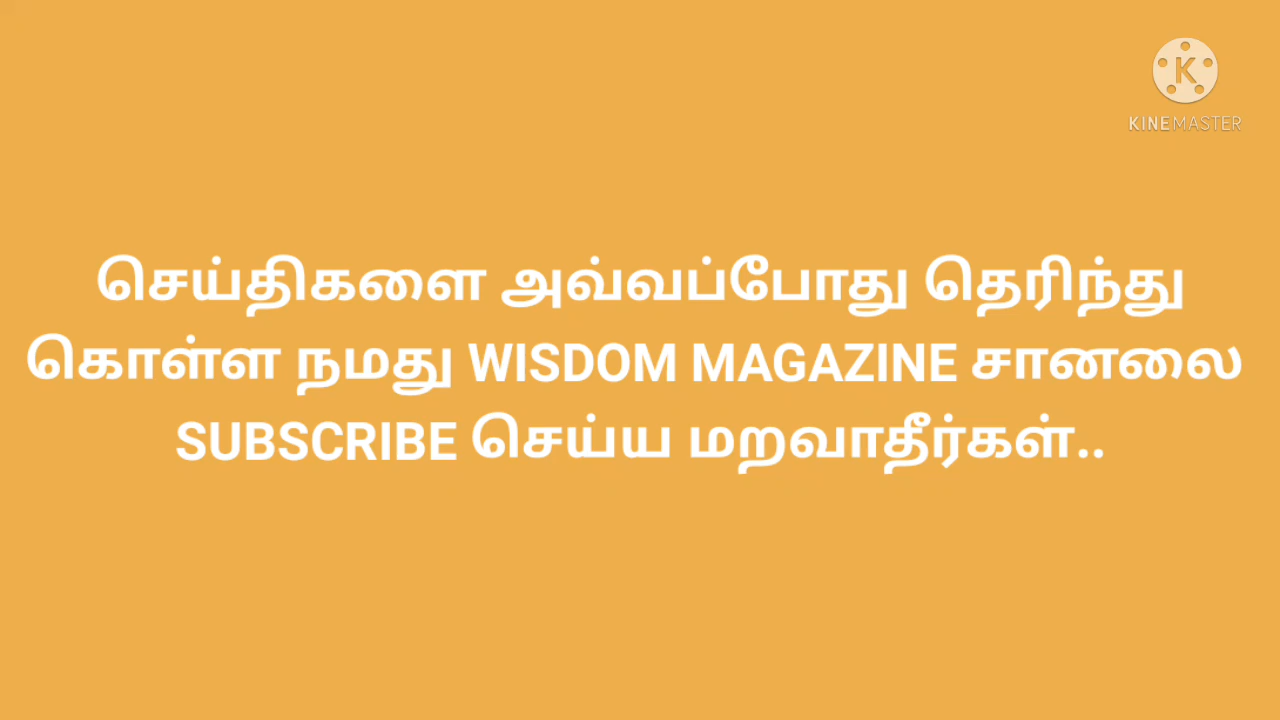 KINEMASTER
செய்திகளை அவ்வப்போது தெரிந்து
கொள்ள நமது WISDOM MAGAZINE சானலை
SUBSCRIBE செய்ய மறவாதீர்கள்..